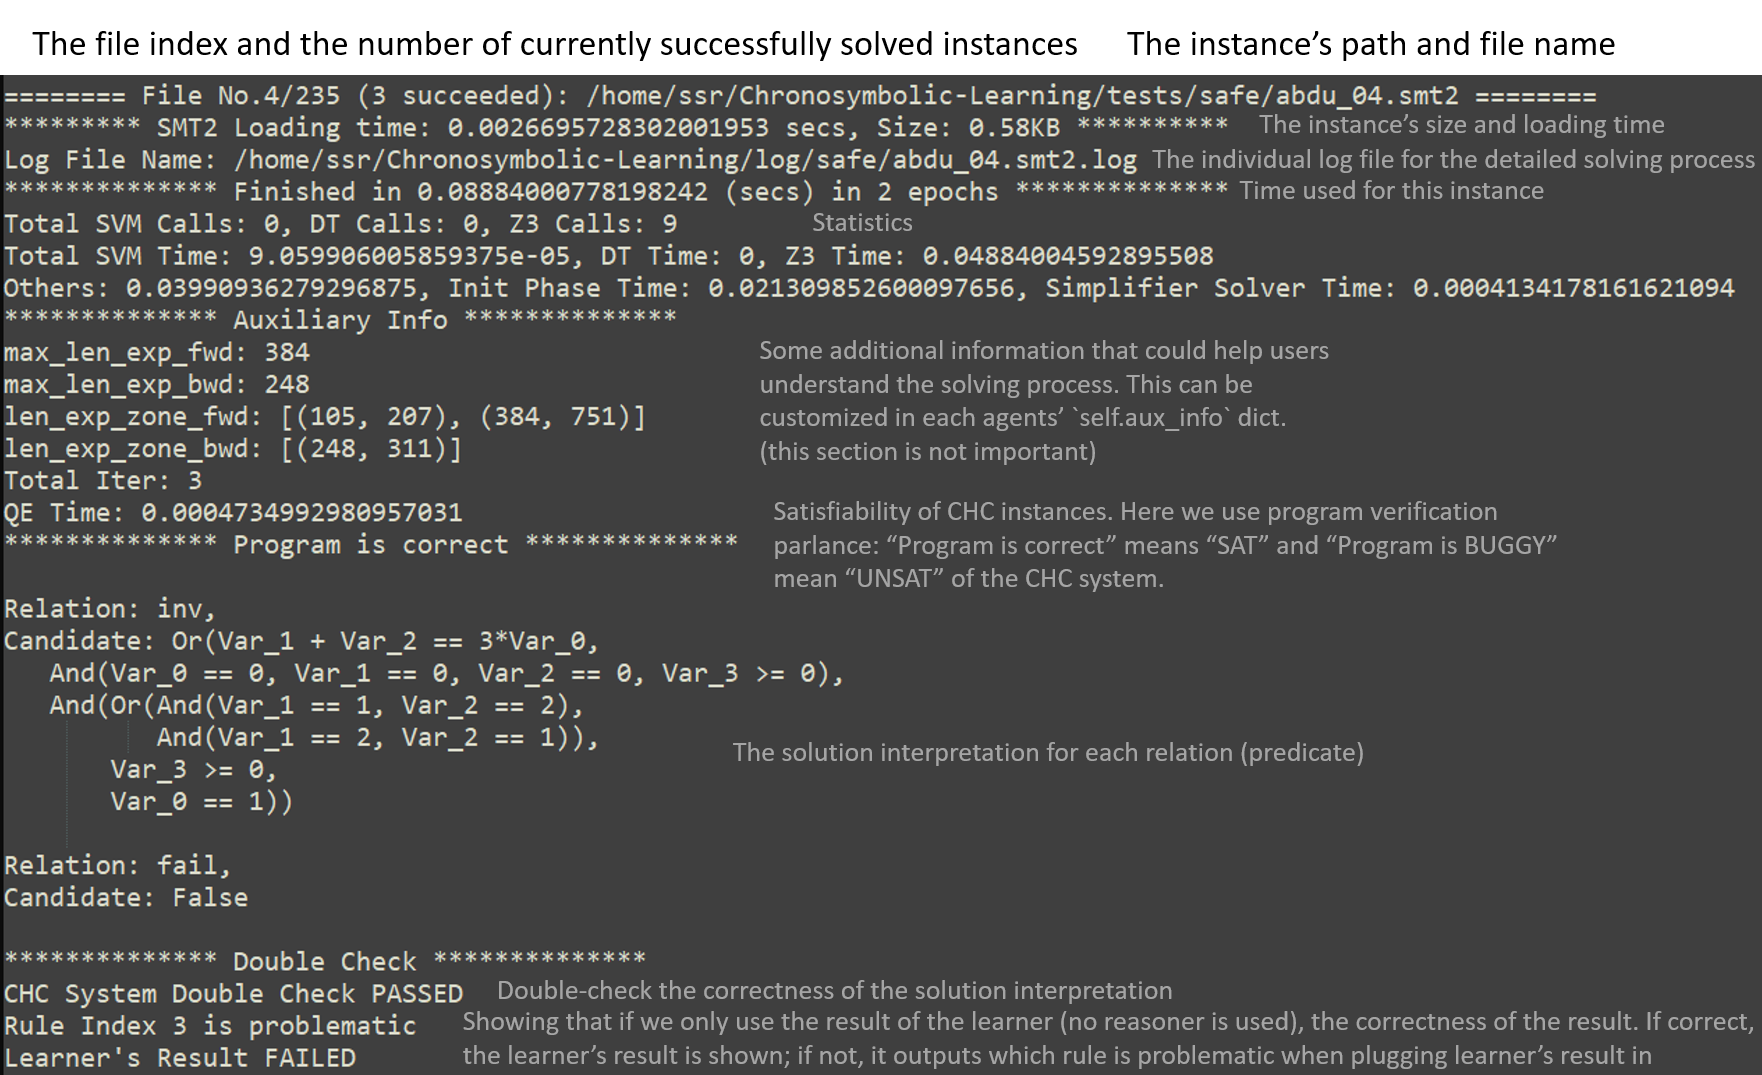 The file index and the number of currently successfully solved instances The instance’s path and file name
======== File No.4/235 (3 succeeded): /home/ssr/Chronosymbolic-Learning/tests/safe/abdu_04.smt2 ========
********* SMT2 Loading time: 0.0026695728302001953 secs, Size: 0.58KB ********** The instance’s size and loading time
Log File Name: /home/ssr/Chronosymbolic-Learning/log/safe/abdu_04.smt2.log The individual log file for the detailed solving process
************** Finished in 0.08884000778198242 (secs) in 2 epochs ************** Time used for this instance
Total SVM Calls: 0, DT Calls: 0, Z3 Calls: 9 Statistics
Total SVM Time: 9.059906005859375e-05, DT Time: 0, Z3 Time: 0.04884004592895508
Others: 0.03990936279296875, Init Phase Time: 0.021309852600097656, Simplifier Solver Time: 0.0004134178161621094
************** Auxiliary Info **************
max_len_exp_fwd: 384
max_len_exp_bwd: 248
len_exp_zone_fwd: [(105, 207), (384, 751)]
len_exp_zone_bwd: [(248, 311)]
Some additional information that could help users
understand the solving process. This can be
customized in each agents’ `self.aux_info` dict.
(this section is not important)
Total Iter: 3
QE Time: 0.0004734992980957031
************** Program is correct **************
Satisfiability of CHC instances. Here we use program verification
parlance: “Program is correct” means “SAT” and “Program is BUGGY”
mean “UNSAT” of the CHC system.
Relation: inv,
Candidate: Or(Var_1 + Var_2 == 3*Var_0,
And(Var_0 == 0, Var_1 == 0, Var_2 == 0, Var_3 >= 0),
And(Or(And(Var_1 == 1, Var_2 == 2),
And(Var_1 == 2, Var_2 == 1)),
Var_3 >= 0,
Var_0 == 1))
The solution interpretation for each relation (predicate)
Relation: fail,
Candidate: False
************** Double Check **************
CHC System Double Check PASSED Double-check the correctness of the solution interpretation
Rule Index 3 is problematic
Learner's Result FAILED
Showing that if we only use the result of the learner (no reasoner is used), the correctness of the result. If correct,
the learner’s result is shown; if not, it outputs which rule is problematic when plugging learner’s result in